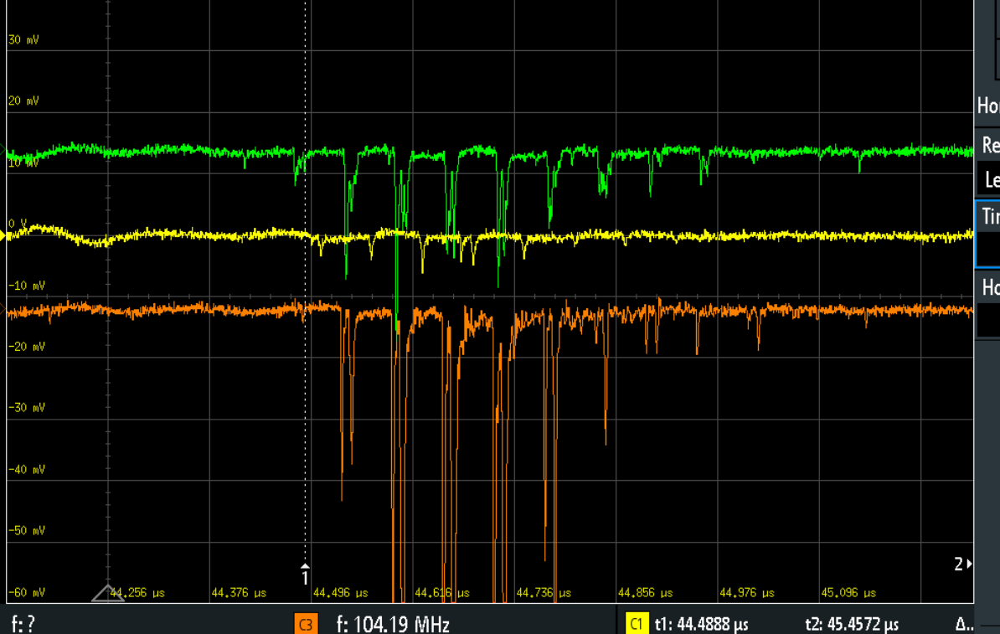 30 mV
Hor
20 mV
Re
10 mV
Le
0 V
Tir
-10 mV
Ho
-20 mV
-30 mV
-40 mV
-50 mV
1
2
-60 mV
44.256 µs
44.376 µs
44.496 µs
44.616 µs
44.736 µs
44.856 µs
44.976 µs
45.096 µs
f: ? C3 f: 104.19 MHz C1 t1: 44.4888 µs t2: 45.4572 µs Δ..